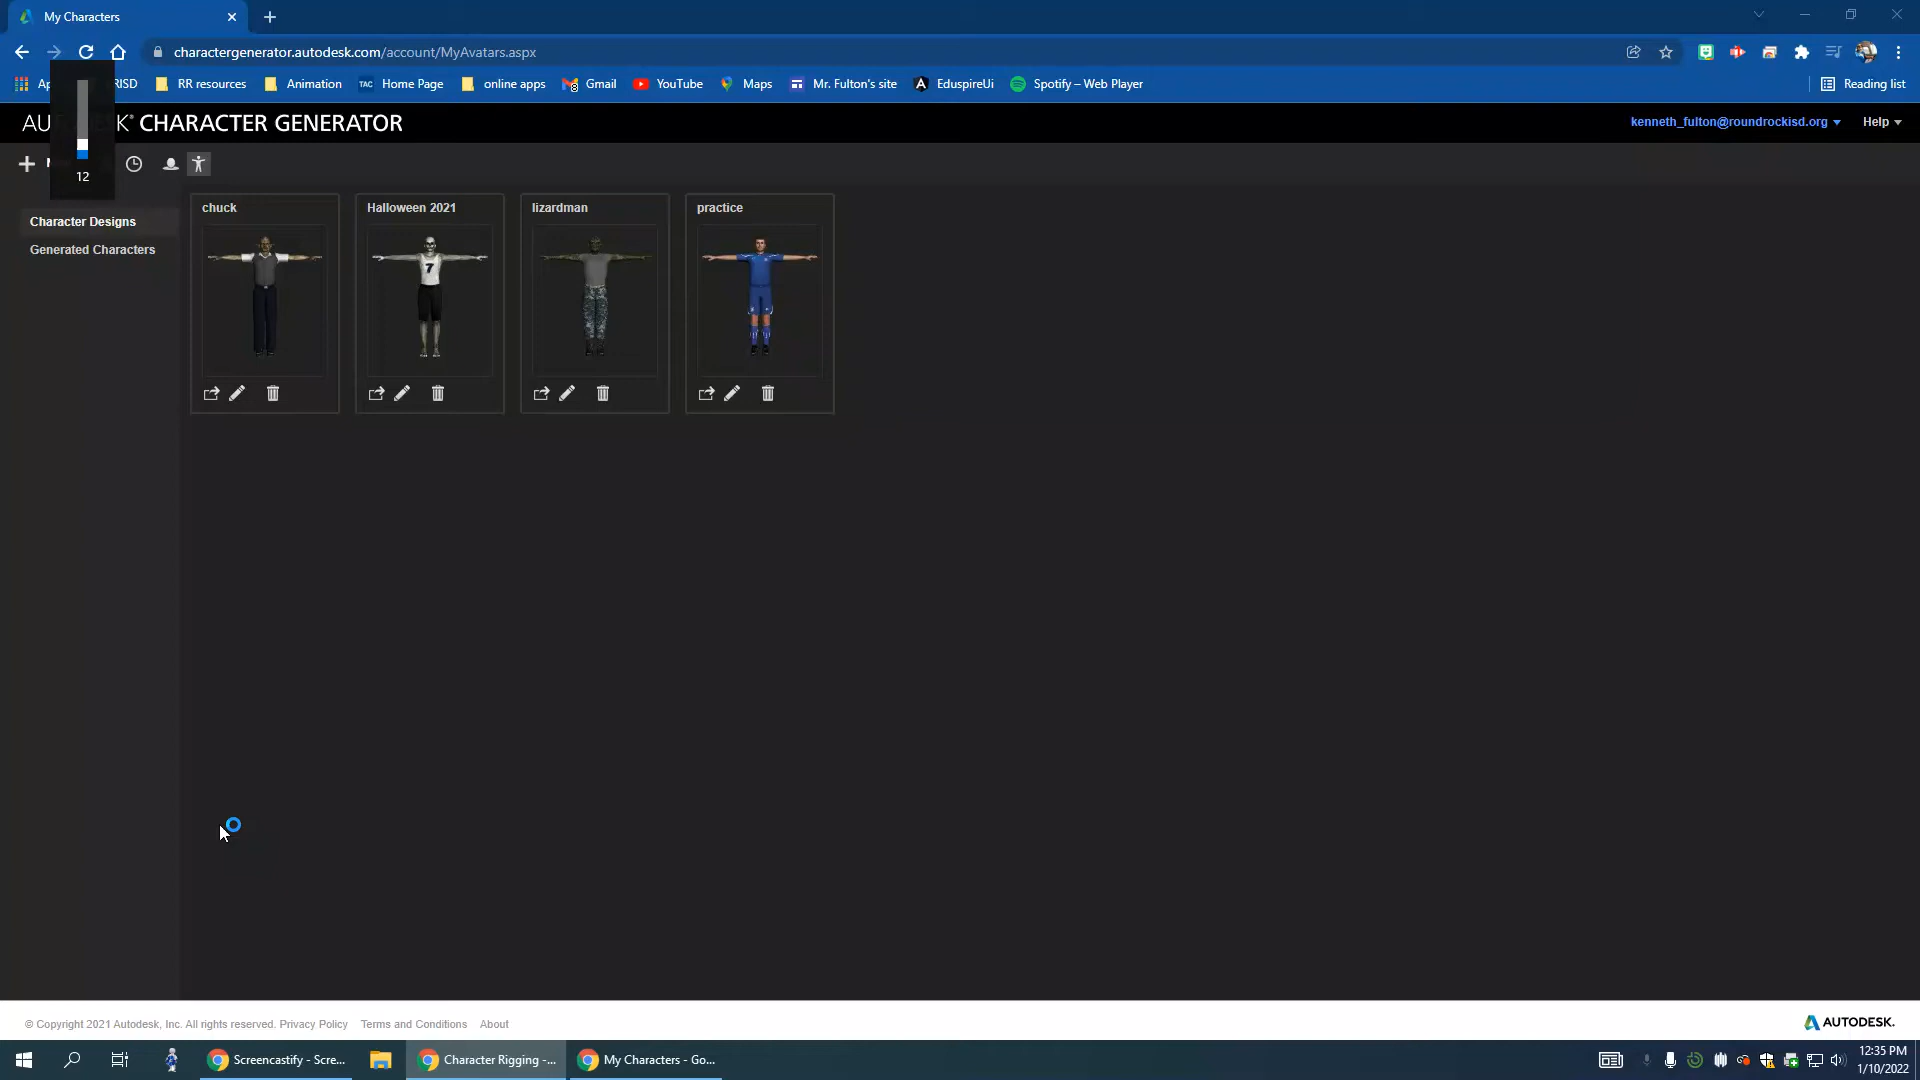 My Characters
charactergenerator.autodesk.com/account/MyAvatars.aspx
RISD RR resources Animation TAC Home Page online apps Gmail YouTube Maps Mr. Fulton's site EduspireUi Spotify – Web Player Reading list
AU K® CHARACTER GENERATOR kenneth_fulton@roundrockisd.org Help
12
Character Designs
Generated Characters
chuck Halloween 2021 lizardman practice
7
© Copyright 2021 Autodesk, Inc. All rights reserved. Privacy Policy Terms and Conditions About AUTODESK.
Screencastify - Scre... Character Rigging -... My Characters - Go...
12:35 PM
1/10/2022